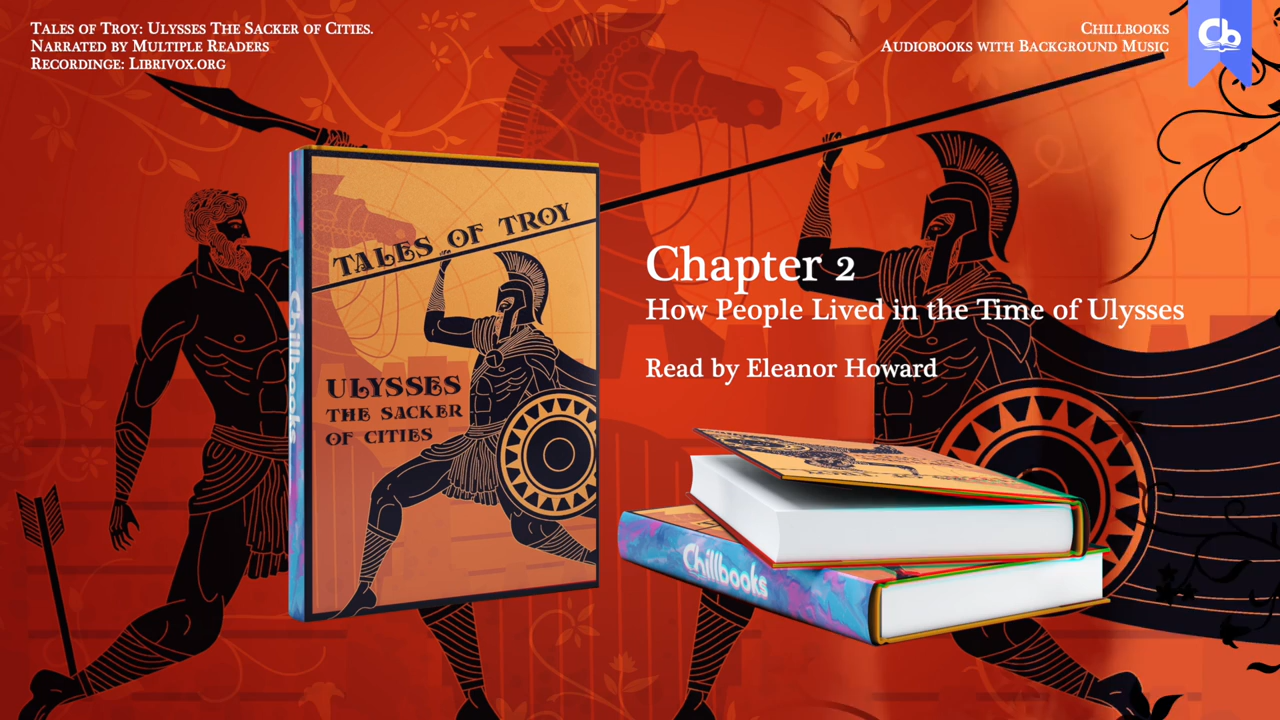 Tales of Troy: Ulysses The Sacker of Cities.
Narrated by Multiple Readers
Recordinge: Librivox.org
Chillbooks
Audiobooks with Background Music
Cb
TALES OF TROY
ULYSSES
THE SACKER
OF CITIES
Chillbooks
Chapter 2
How People Lived in the Time of Ulysses
Read by Eleanor Howard
Chillbooks